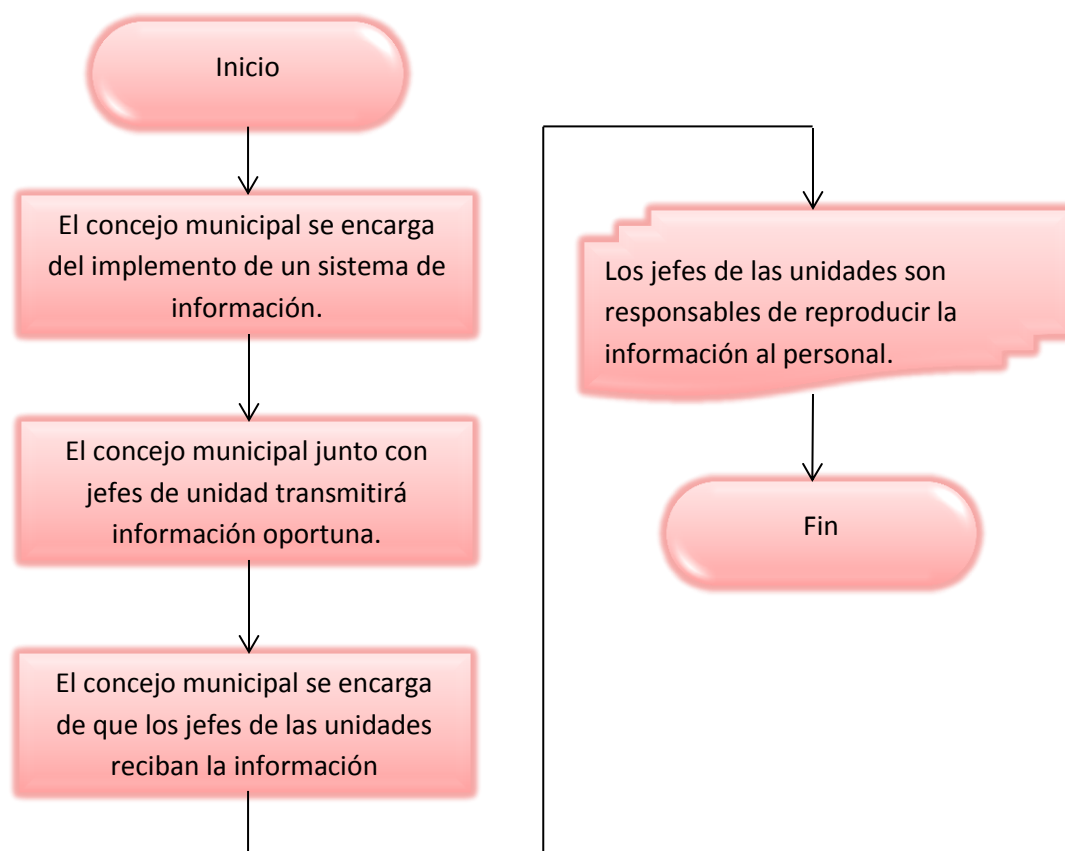 Inicio
El concejo municipal se encarga
del implemento de un sistema de
información.
El concejo municipal junto con
jefes de unidad transmitirá
información oportuna.
El concejo municipal se encarga
de que los jefes de las unidades
reciban la información
Los jefes de las unidades son
responsables de reproducir la
información al personal.
Fin